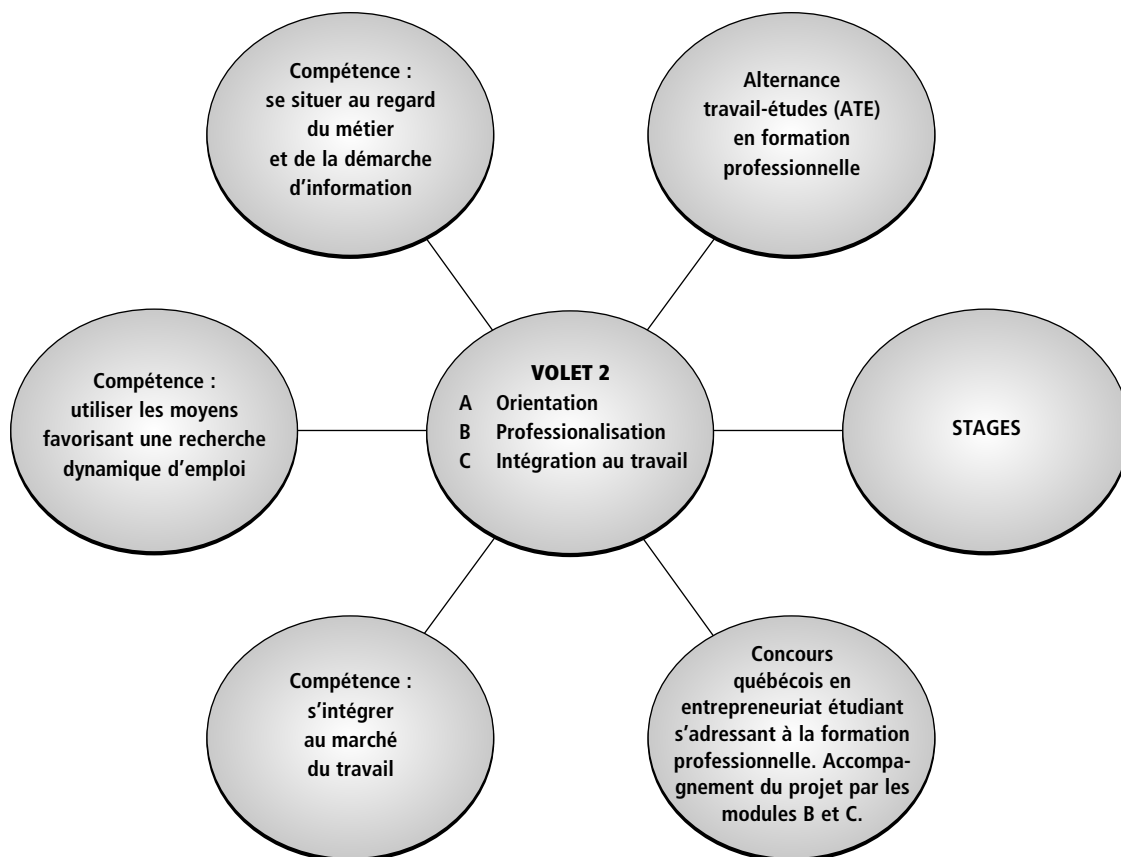 Compétence :
se situer au regard
du métier
et de la démarche
d’information
Alternance
travail-études (ATE)
en formation
professionnelle
Compétence :
utiliser les moyens
favorisant une recherche
dynamique d’emploi
VOLET 2
A Orientation
B Professionalisation
C Intégration au travail
STAGES
Compétence :
s’intégrer
au marché
du travail
Concours
québécois en
entrepreneuriat étudiant
s’adressant à la formation
professionnelle. Accompa-
gnement du projet par les
modules B et C.